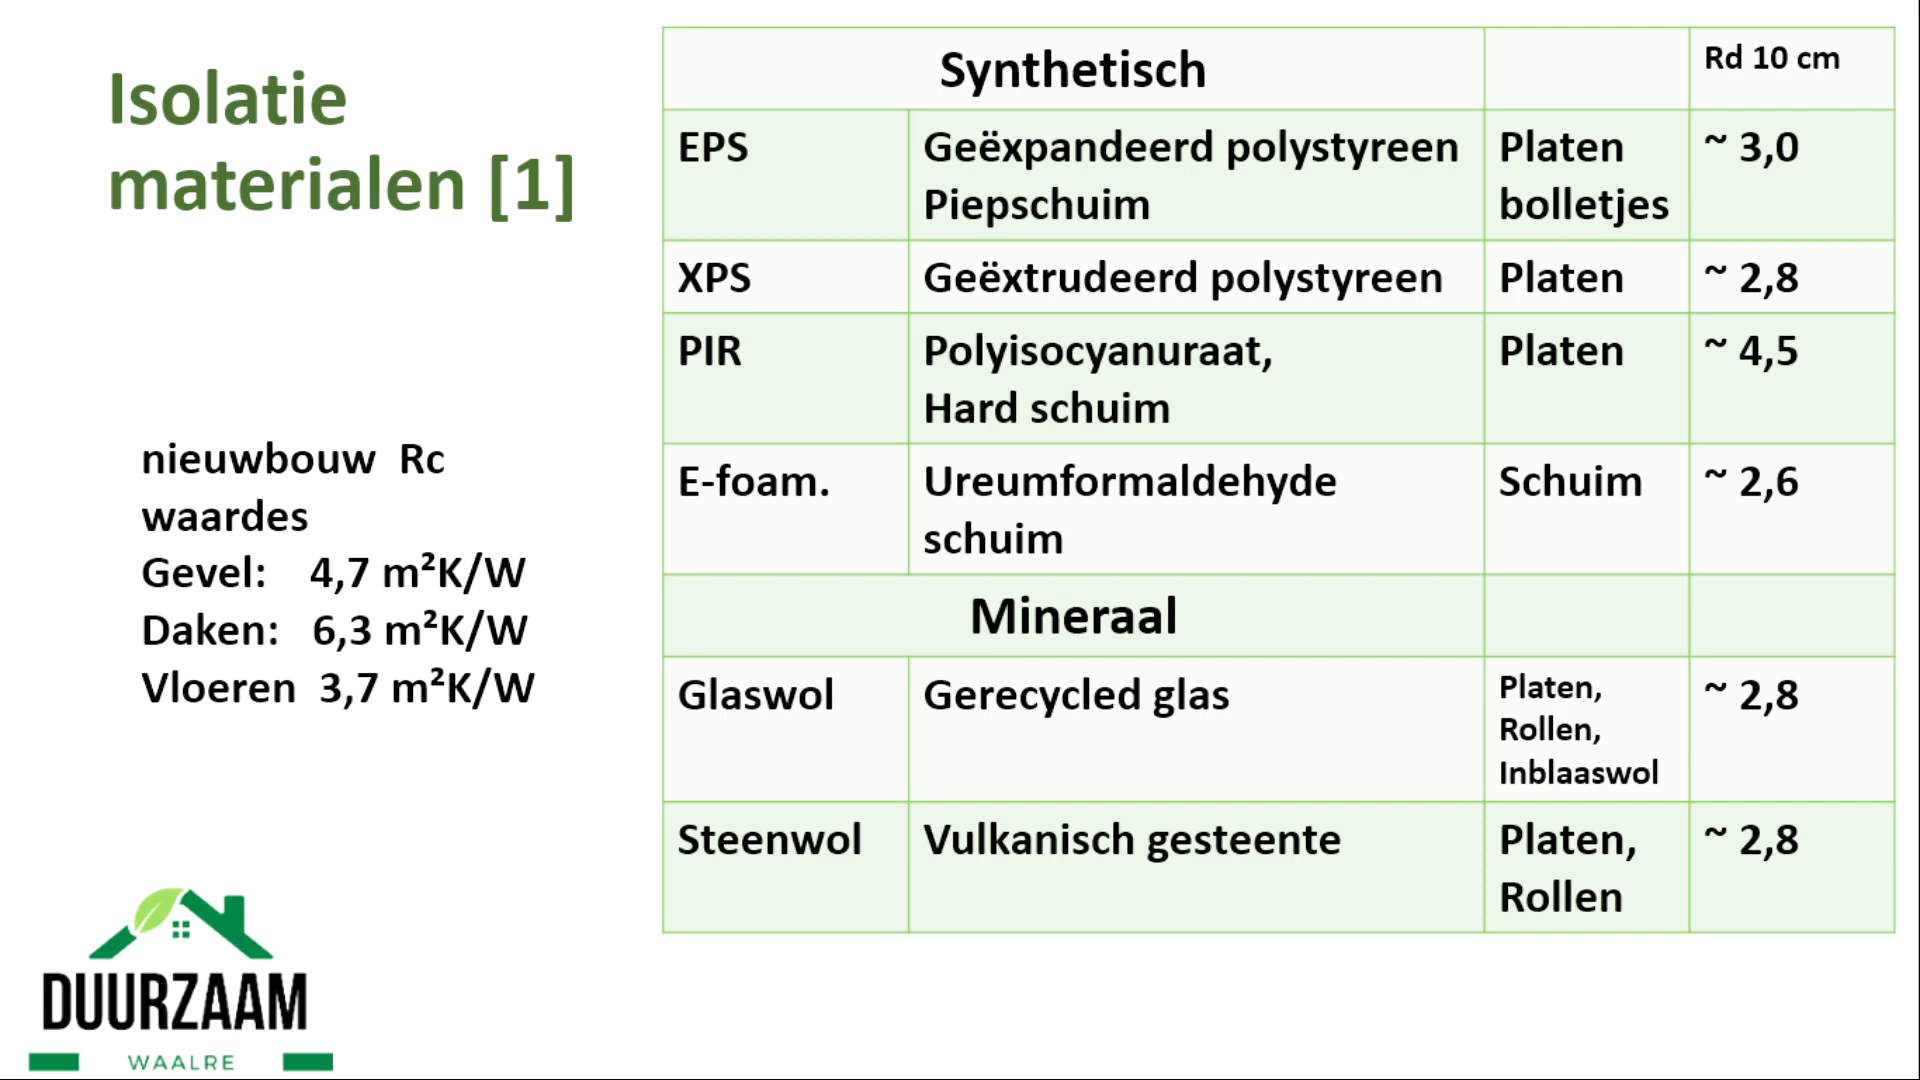 Isolatie
materialen [1]
nieuwbouw  Rc
waardes
Gevel:    4,7 m²K/W
Daken:   6,3 m²K/W
Vloeren  3,7 m²K/W
Synthetisch Rd 10 cm
EPS Geëxpandeerd polystyreen Platen ~ 3,0
Piepschuim bolletjes
XPS Geëxtrudeerd polystyreen Platen ~ 2,8
PIR Polyisocyanuraat, Platen ~ 4,5
Hard schuim
E-foam. Ureumformaldehyde Schuim ~ 2,6
schuim
Mineraal
Glaswol Gerecycled glas Platen, ~ 2,8
Rollen,
Inblaaswol
Steenwol Vulkanisch gesteente Platen, ~ 2,8
Rollen
DUURZAAM
WAALRE